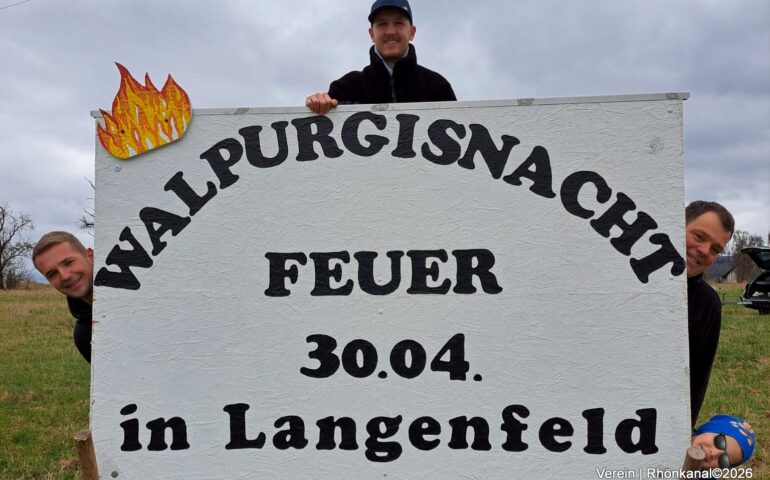 WALPURGISNACHT
FEUER
30.04.
in Langenfeld
Verein | Rhönkanal©2026